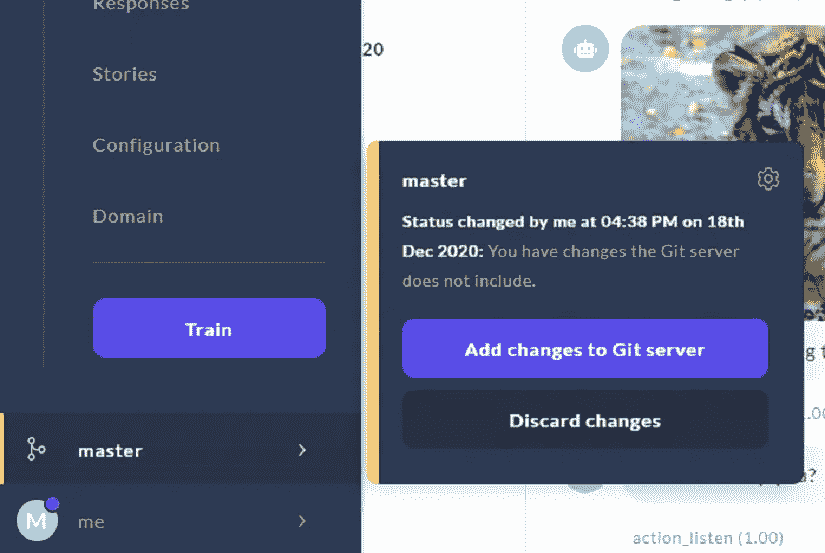 Responses
20
Stories
Configuration
master
Status changed by me at 04:38 PM on 18th
Dec 2020: You have changes the Git server
does not include.
Domain
Train
Add changes to Git server
Discard changes
master
M
me
action_listen (1.00)